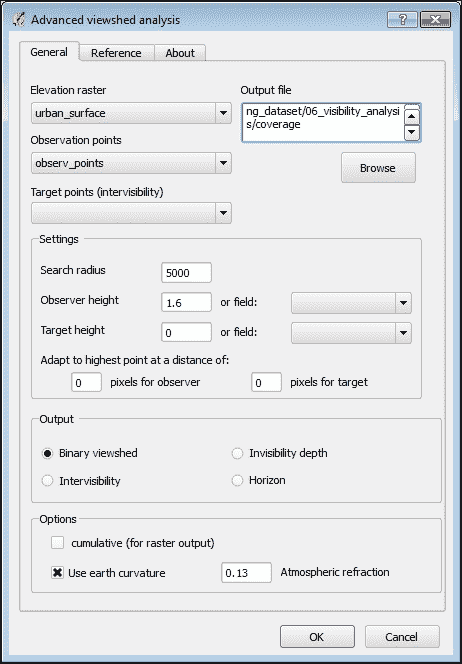 Advanced viewshed analysis
General Reference About
Elevation raster
urban_surface
Output file
ng_dataset/06_visibility_analysi
s/coverage
Observation points
observ_points
Browse
Target points (intervisibility)
Settings
Search radius 5000
Observer height 1.6 or field:
Target height 0 or field:
Adapt to highest point at a distance of:
0 pixels for observer 0 pixels for target
Output
Binary viewshed Invisibility depth
Intervisibility Horizon
Options
cumulative (for raster output)
Use earth curvature 0.13 Atmospheric refraction
OK Cancel